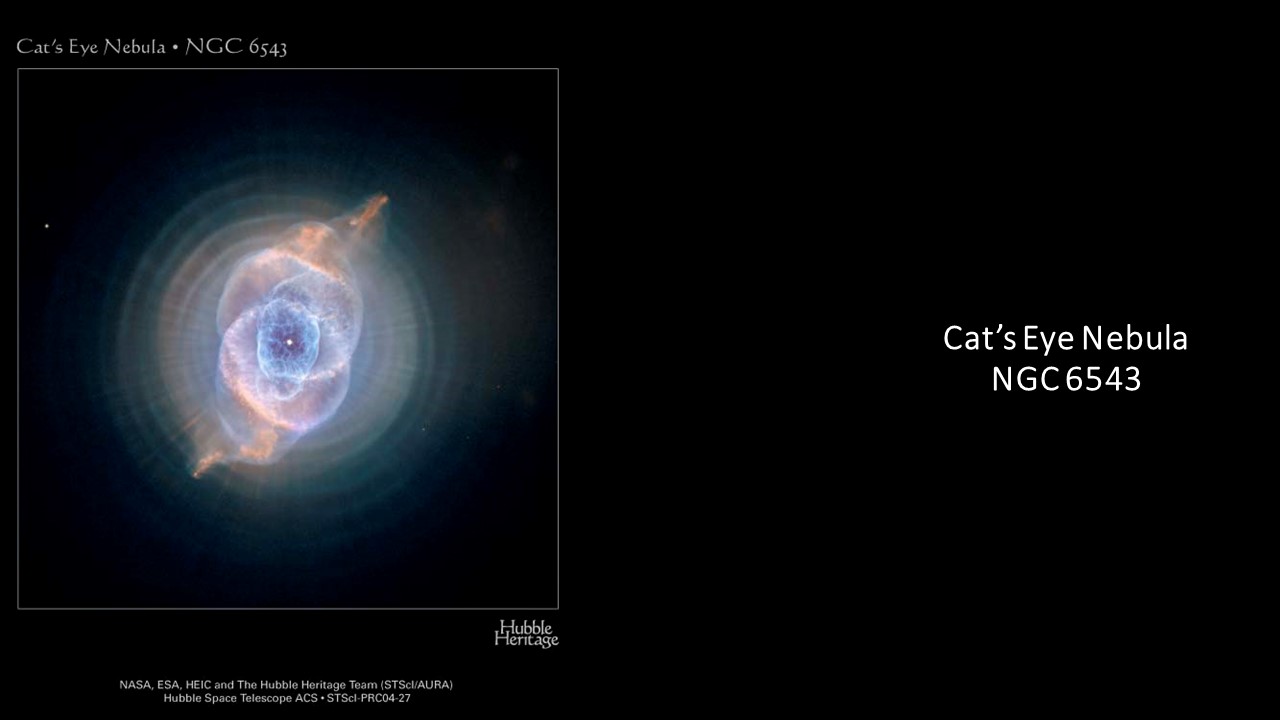 Cat's Eye Nebula • NGC 6543
Cat’s Eye Nebula
NGC 6543
Hubble
Heritage
NASA, ESA, HEIC and The Hubble Heritage Team (STScI/AURA)
Hubble Space Telescope ACS • STScI-PRC04-27